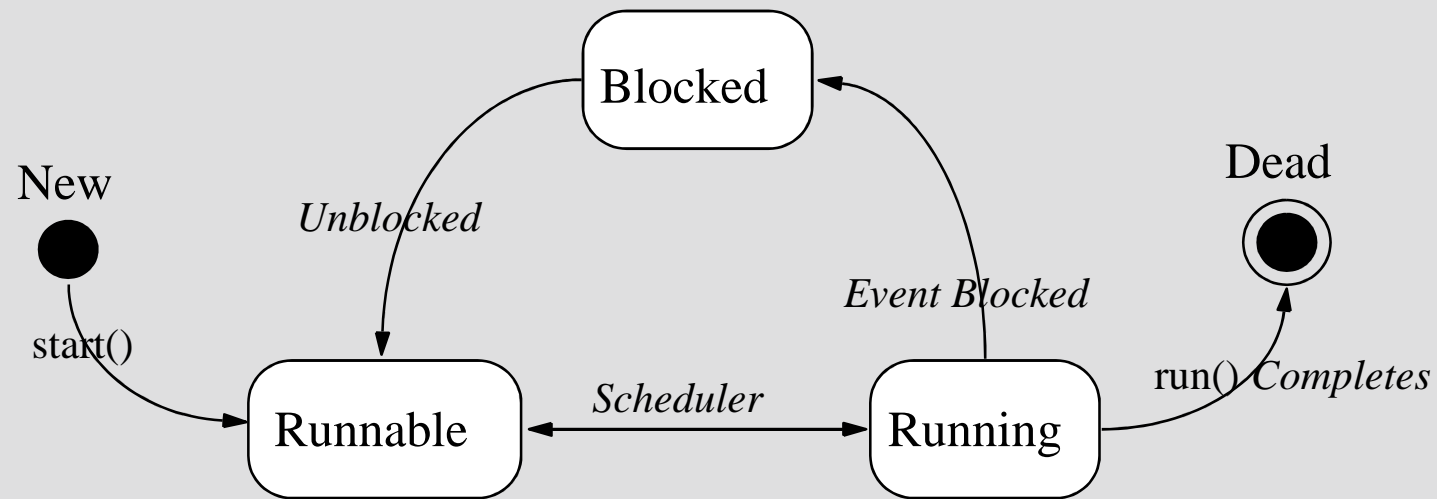 Blocked
New
Dead
Unblocked
Event Blocked
start()
run() Completes
Scheduler
Runnable
Running